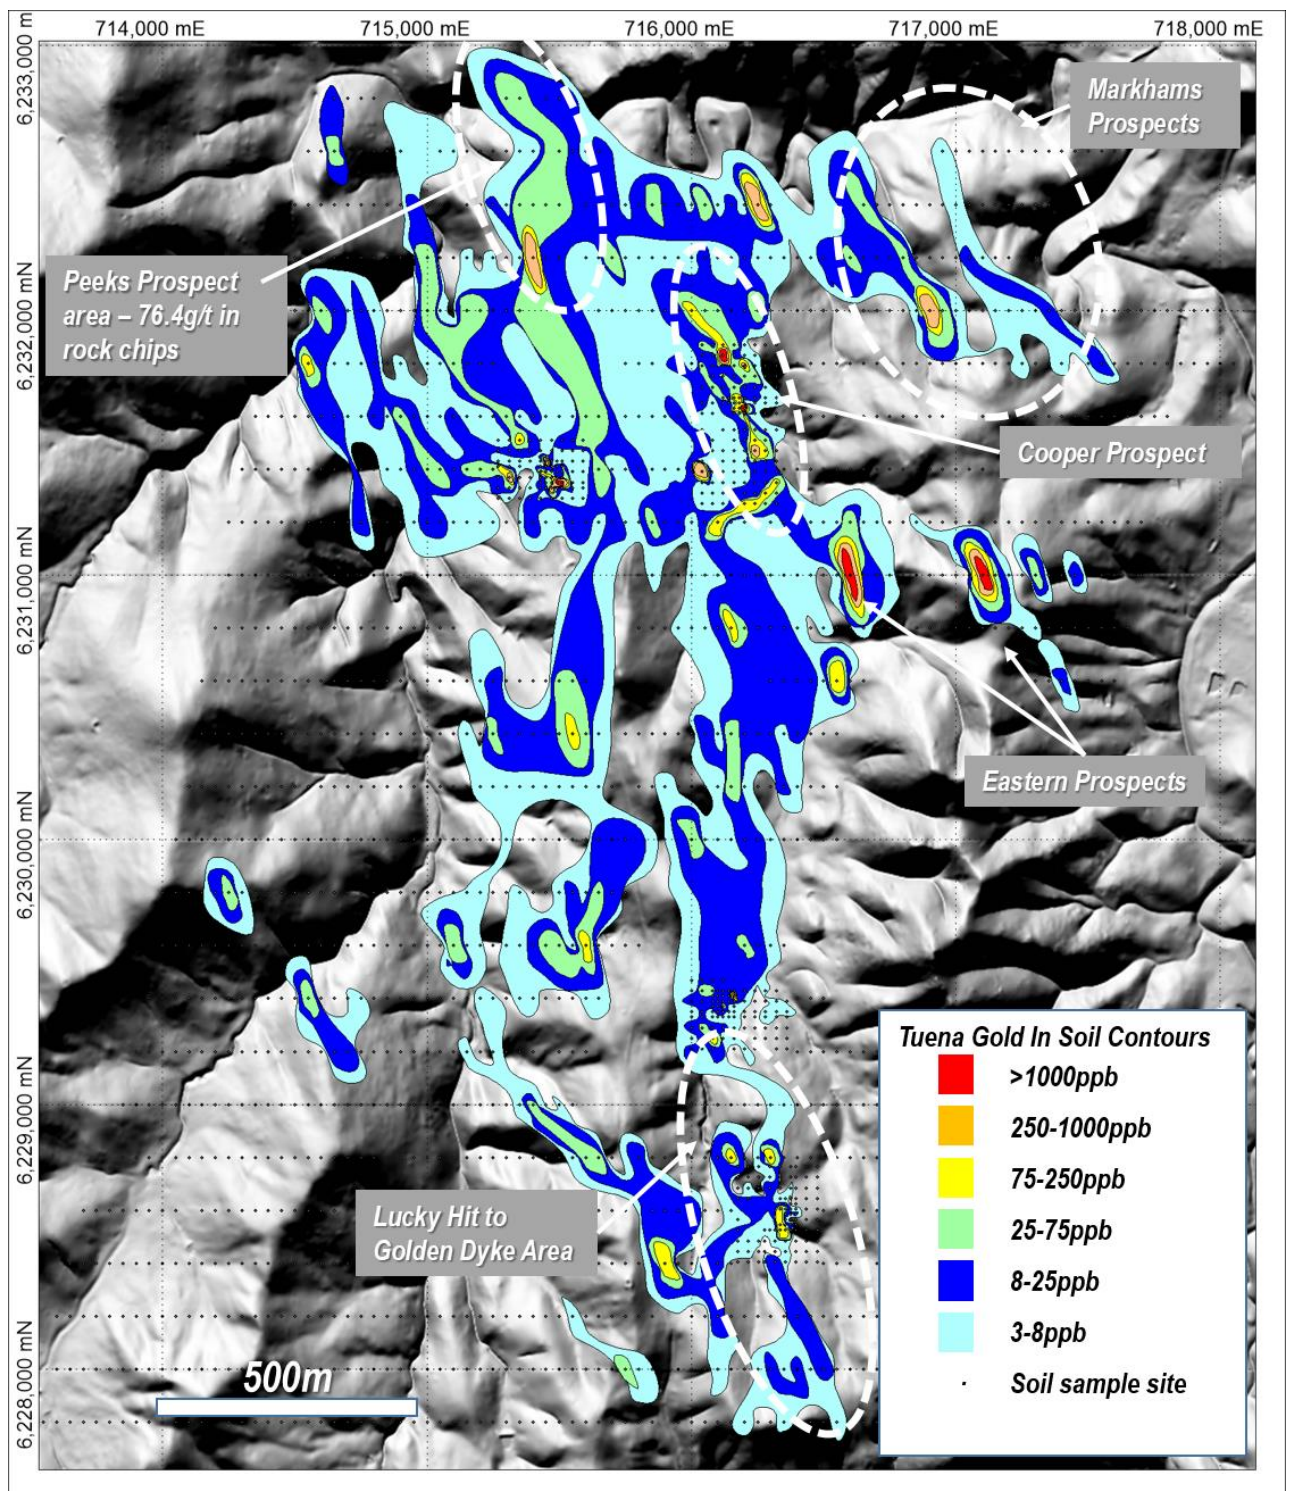 714,000 mE
715,000 mE
716,000 mE
717,000 mE
718,000 mE
6,233,000 m
Markhams
Prospects
Peeks Prospect
area – 76.4g/t in
rock chips
6,232,000 mN
Cooper Prospect
6,231,000 mN
Eastern Prospects
6,230,000 mN
Tuena Gold In Soil Contours
>1000ppb
250-1000ppb
75-250ppb
25-75ppb
8-25ppb
3-8ppb
Soil sample site
6,229,000 mN
Lucky Hit to
Golden Dyke Area
6,228,000 mN
500m